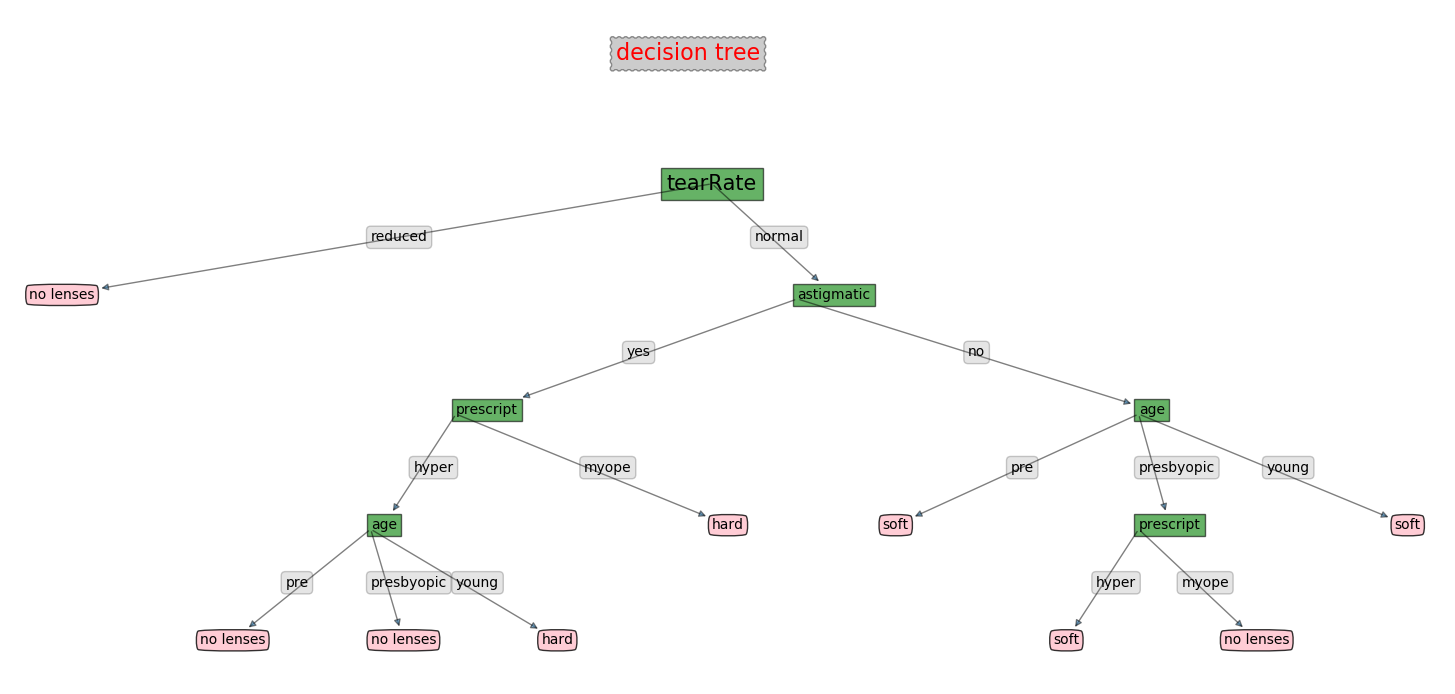 decision tree
tearRate
reduced
normal
no lenses
astigmatic
yes
no
prescript
age
hyper
myope
pre
presbyopic
young
age
hard
soft
prescript
soft
pre
presbyopic
young
hyper
myope
no lenses
no lenses
hard
soft
no lenses